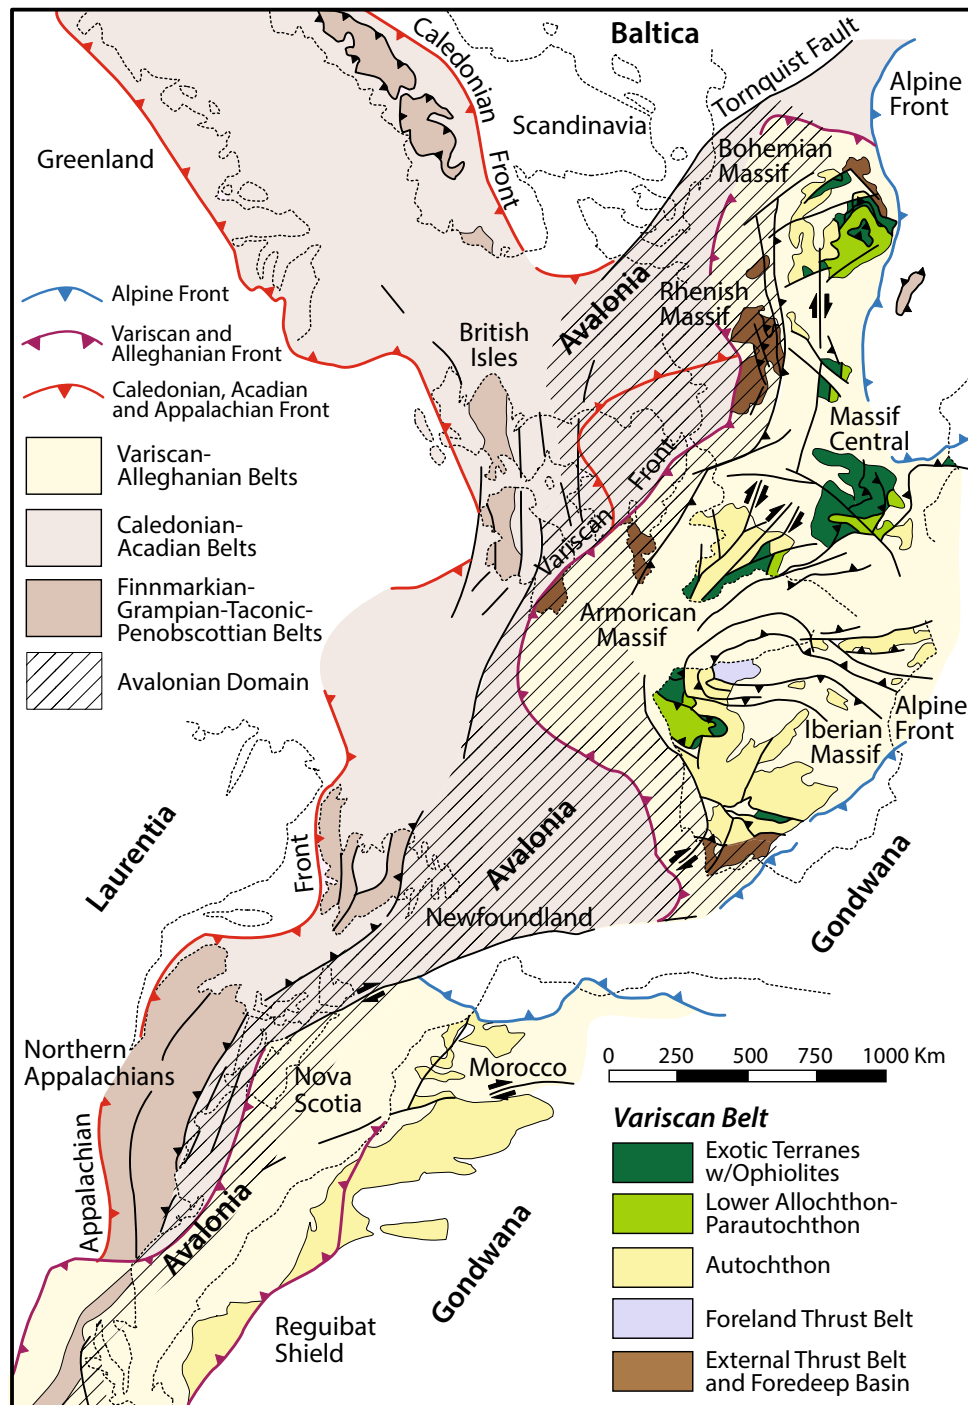 Baltica
Caledonian
Front
Tornquist Fault
Alpine
Front
Scandinavia
Greenland
Bohemian
Massif
Avalonia
Rhenish
Massif
Alpine Front
Variscan and
Alleghanian Front
Caledonian, Acadian
and Appalachian Front
British
Isles
Massif
Central
Variscan-
Alleghanian Belts
Variscan
Front
Caledonian-
Acadian Belts
Finnmarkian-
Grampian-Taconic-
Penobscottian Belts
Armorican
Massif
Avalonian Domain
Iberian
Massif
Alpine
Front
Laurentia
Front
Avalonia
Newfoundland
Gondwana
Northern
Appalachians
Nova
Scotia
Morocco
Appalachian
Avalonia
Gondwana
Reguibat
Shield
0 250 500 750 1000 Km
Variscan Belt
Exotic Terranes
w/Ophiolites
Lower Allochthon-
Parautochthon
Autochthon
Foreland Thrust Belt
External Thrust Belt
and Foredeep Basin